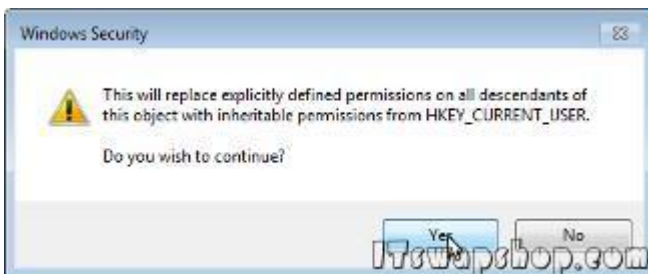 Windows Security
This will replace explicitly defined permissions on all descendants of
this object with inheritable permissions from HKEY_CURRENT_USER.
Do you wish to continue?
Yes No
ITswapshop.com